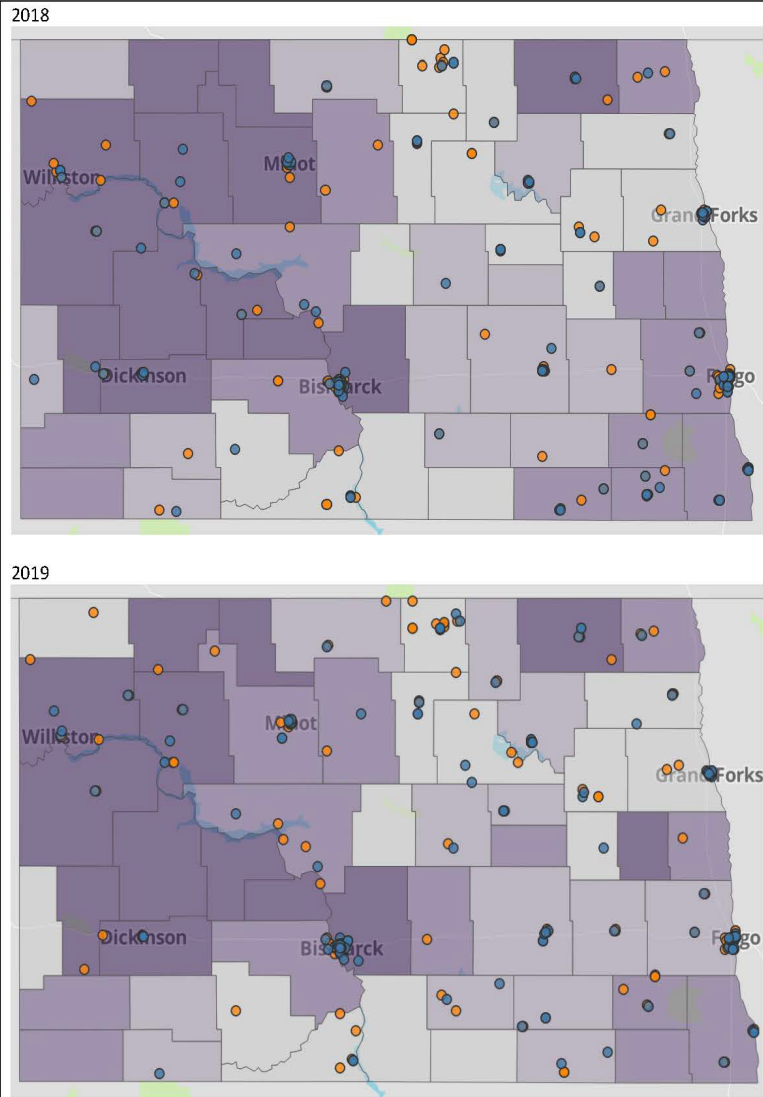 2018
Williston
Minot
Grand Forks
Dickinson
Bismarck
Fargo
2019
Williston
Minot
Grand Forks
Dickinson
Bismarck
Fargo